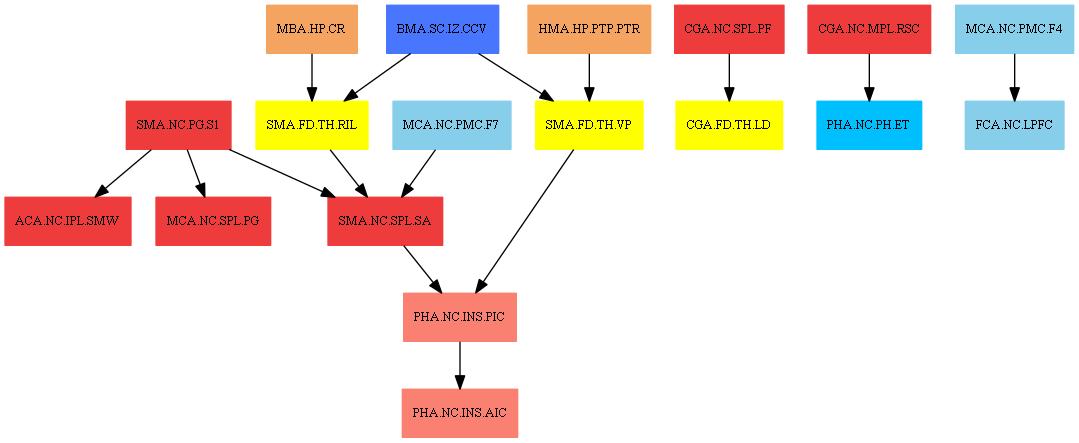 MBA.HP.CR
BMA.SC.IZ.CCV
HMA.HP.PTP.PTR
CGA.NC.SPL.PF
CGA.NC.MPL.RSC
MCA.NC.PMC.F4
SMA.NC.PG.S1
SMA.FD.TH.RIL
MCA.NC.PMC.F7
SMA.FD.TH.VP
CGA.FD.TH.LD
PHA.NC.PH.ET
FCA.NC.LPFC
ACA.NC.IPL.SMW
MCA.NC.SPL.PG
SMA.NC.SPL.SA
PHA.NC.INS.PIC
PHA.NC.INS.AIC